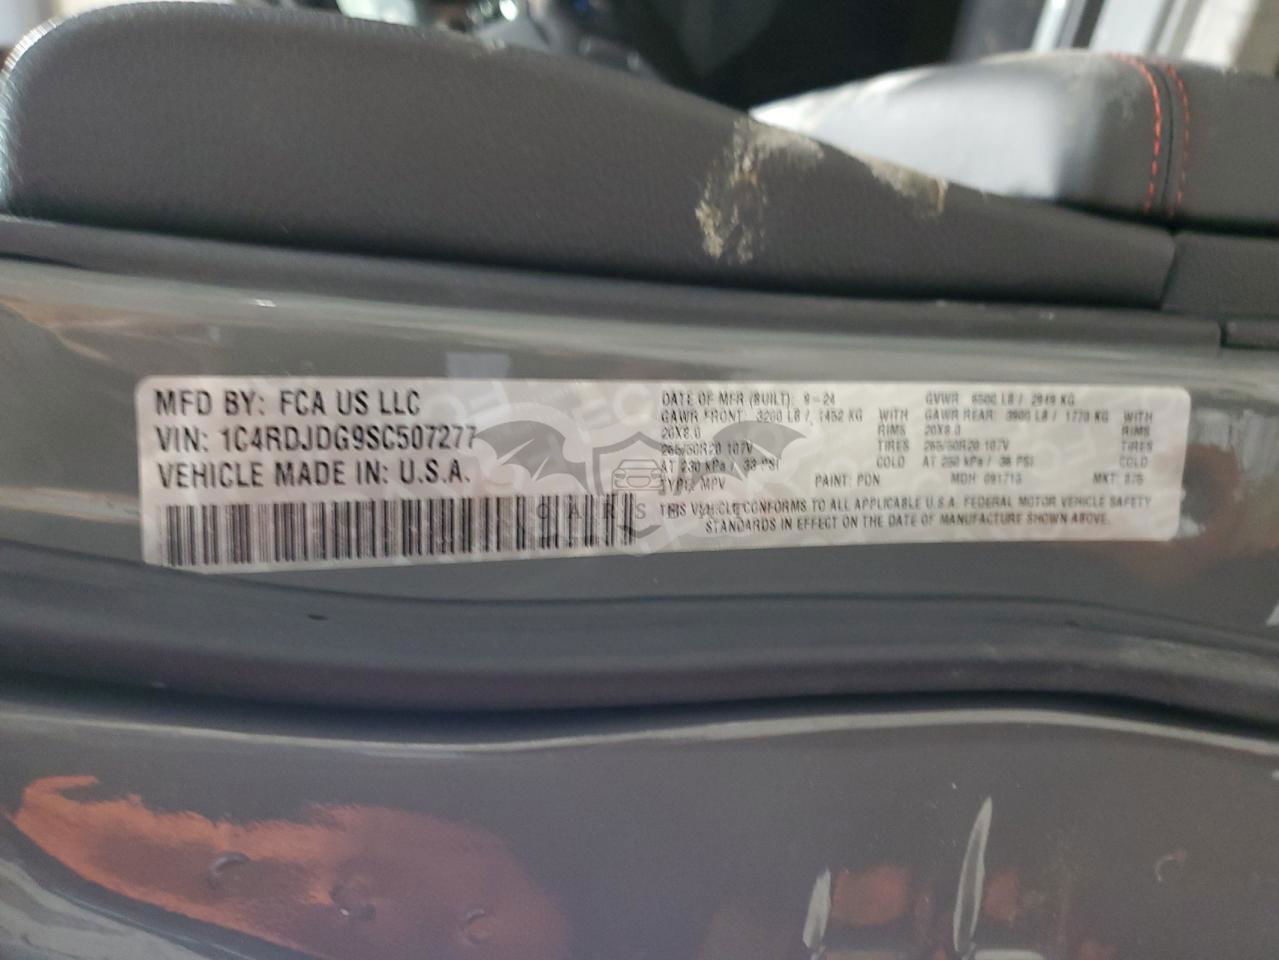 MFD BY: FCA US LLC
VIN: 1C4RDJDG9SC507277
VEHICLE MADE IN: U.S.A.
DATE OF MFR (BUILT): 9-24
GAWR FRONT: 3200 LB / 1452 KG WITH
20X8.0 RIMS
265/50R20 107V TIRES
AT 230 kPa / 33 PSI COLD
TYPE: MPV PAINT: PDN
GVWR 6500 LB / 2949 KG
GAWR REAR: 3900 LB / 1770 KG WITH
20X8.0 RIMS
265/50R20 107V TIRES
AT 250 kPa / 36 PSI COLD
MDH: 091713 MKT:
THIS VEHICLE CONFORMS TO ALL APPLICABLE U.S.A. FEDERAL MOTOR VEHICLE SAFETY
STANDARDS IN EFFECT ON THE DATE OF MANUFACTURE SHOWN ABOVE.
CARS